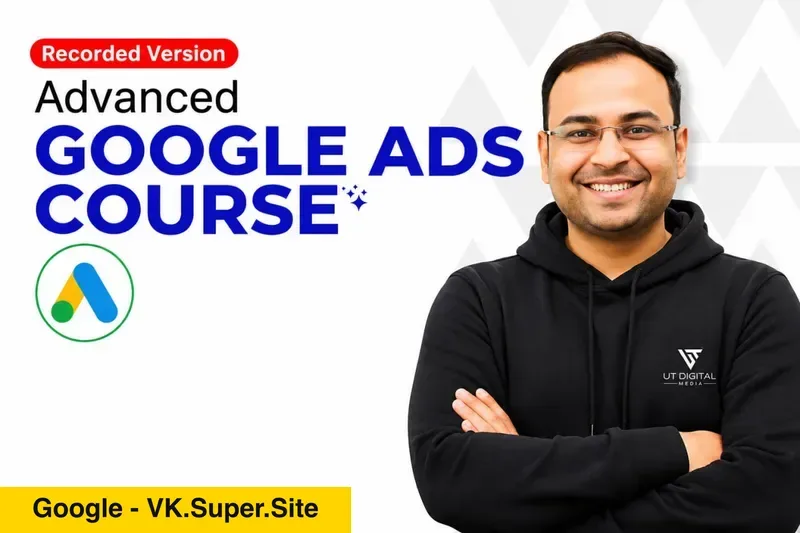 Recorded Version
Advanced
GOOGLE ADS
COURSE
UT DIGITAL
MEDIA
Google - VK.Super.Site